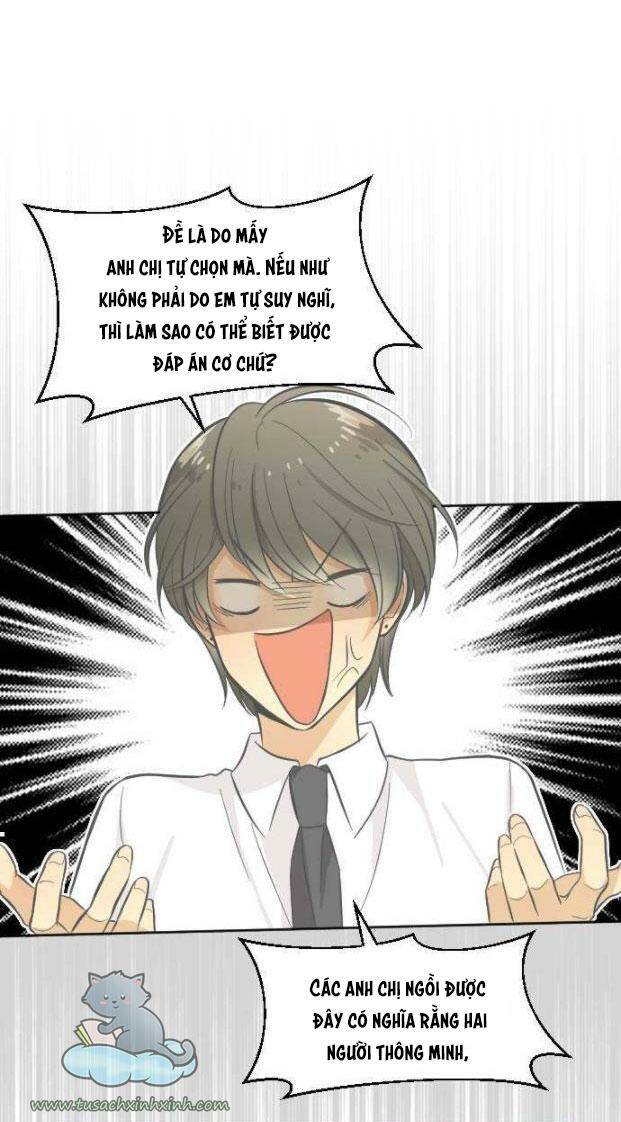 ĐỀ LÀ DO MẤY
ANH CHỊ TỰ CHỌN MÀ. NẾU NHƯ
KHÔNG PHẢI DO EM TỰ SUY NGHĨ,
THÌ LÀM SAO CÓ THỂ BIẾT ĐƯỢC
ĐÁP ÁN CƠ CHỨ?
CÁC ANH CHỊ NGỒI ĐƯỢC
ĐÂY CÓ NGHĨA RẰNG HAI
NGƯỜI THÔNG MINH,
www.tusachxinhxinh.com